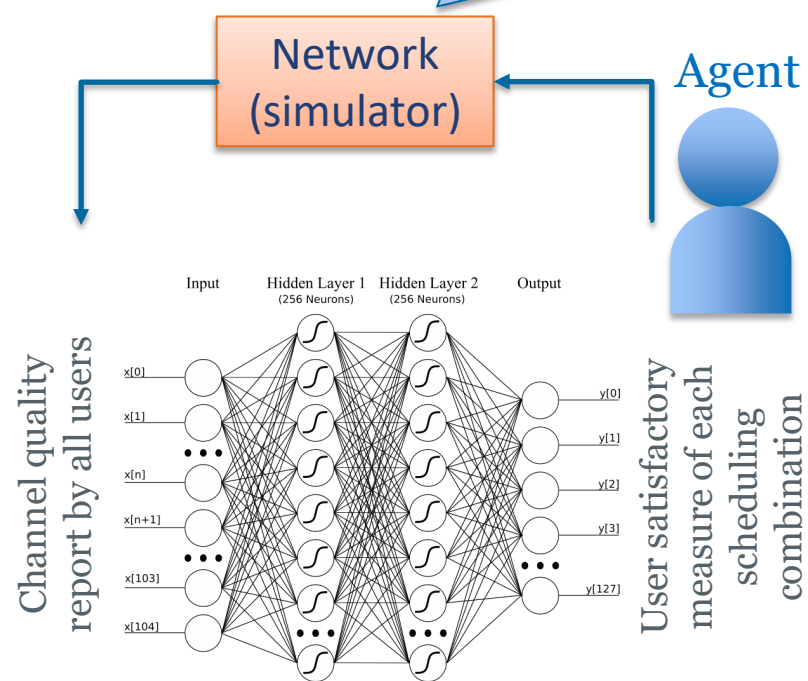 Network
(simulator)
Agent
Input
Hidden Layer 1
(256 Neurons)
Hidden Layer 2
(256 Neurons)
Output
Channel quality
report by all users
x[0]
x[1]
x[n]
x[n+1]
x[103]
x[104]
y[0]
y[1]
y[2]
y[3]
y[127]
User satisfactory
measure of each
scheduling
combination